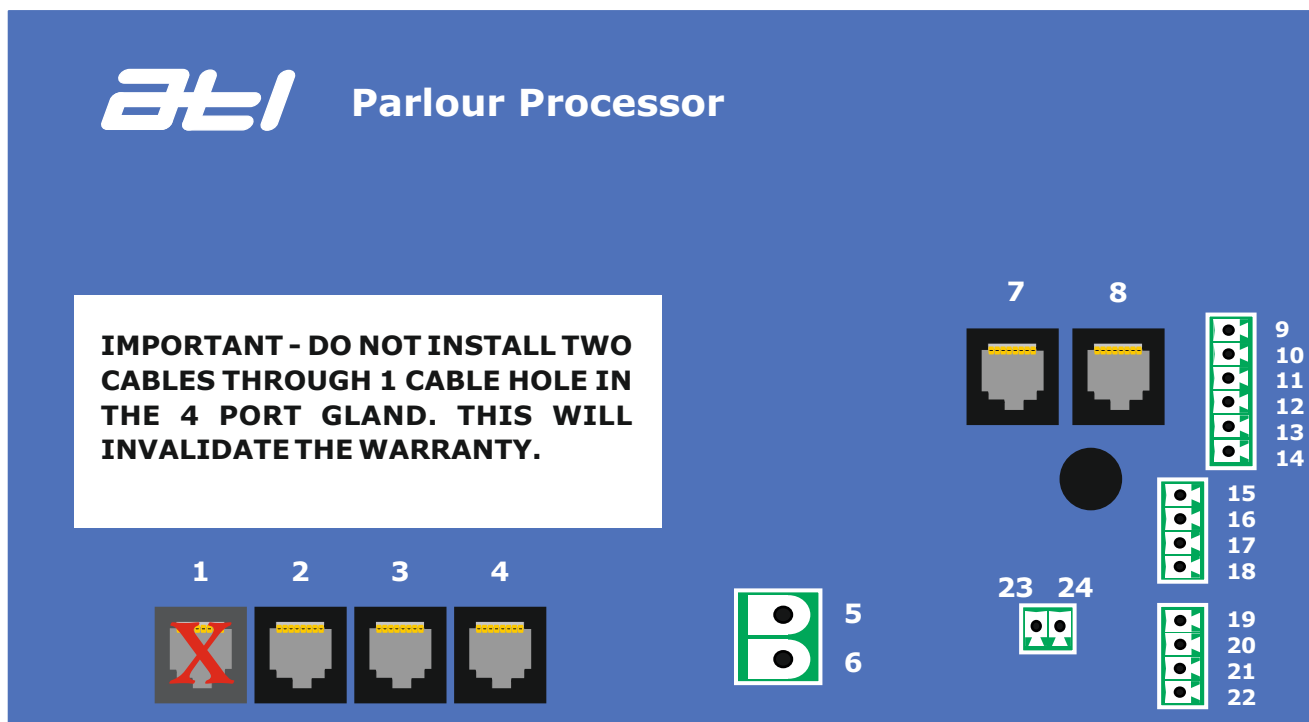 ati Parlour Processor
IMPORTANT - DO NOT INSTALL TWO
CABLES THROUGH 1 CABLE HOLE IN
THE 4 PORT GLAND. THIS WILL
INVALIDATE THE WARRANTY.
7 8
9
10
11
12
13
14
15
16
17
18
1 2 3 4
X
5
6
23 24
19
20
21
22